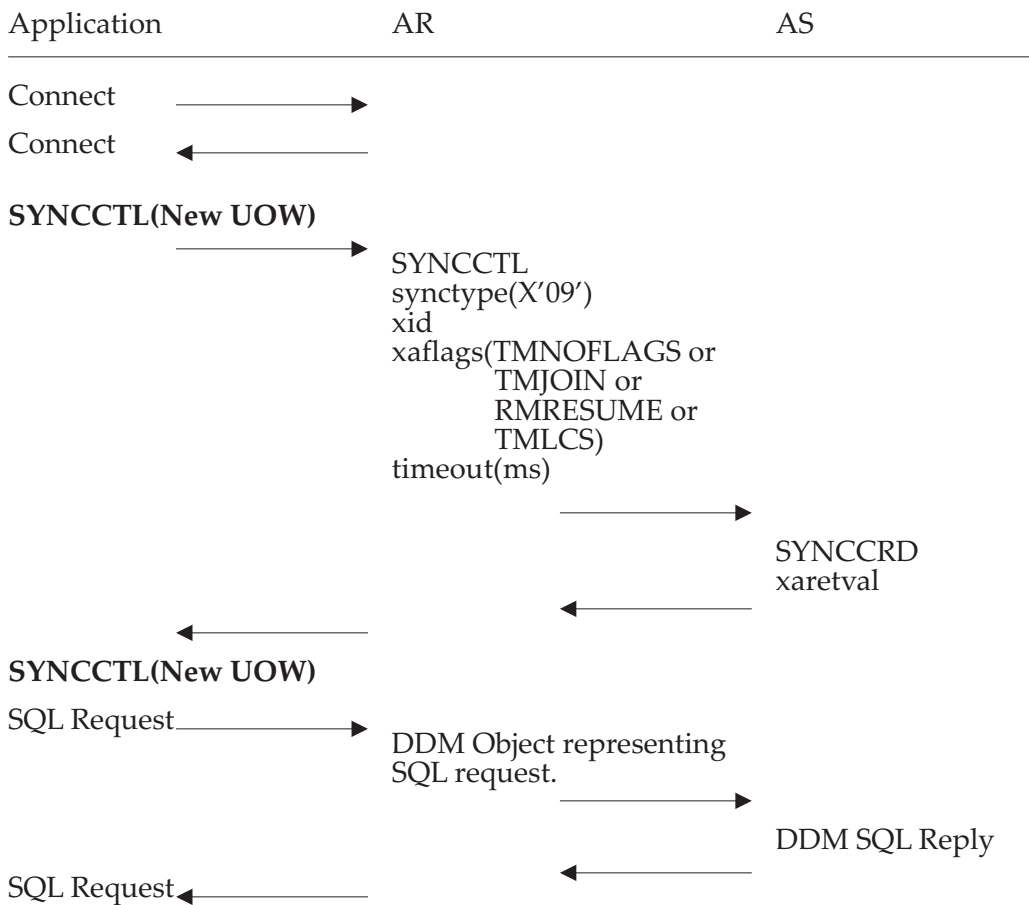 Application AR AS
Connect
Connect
SYNCCTL(New UOW)
SYNCCTL
synctype(X'09')
xid
xaflags(TMNOFLAGS or
TMJOIN or
RMRESUME or
TMLCS)
timeout(ms)
SYNCCRD
xaretval
SYNCCTL(New UOW)
SQL Request
DDM Object representing
SQL request.
DDM SQL Reply
SQL Request